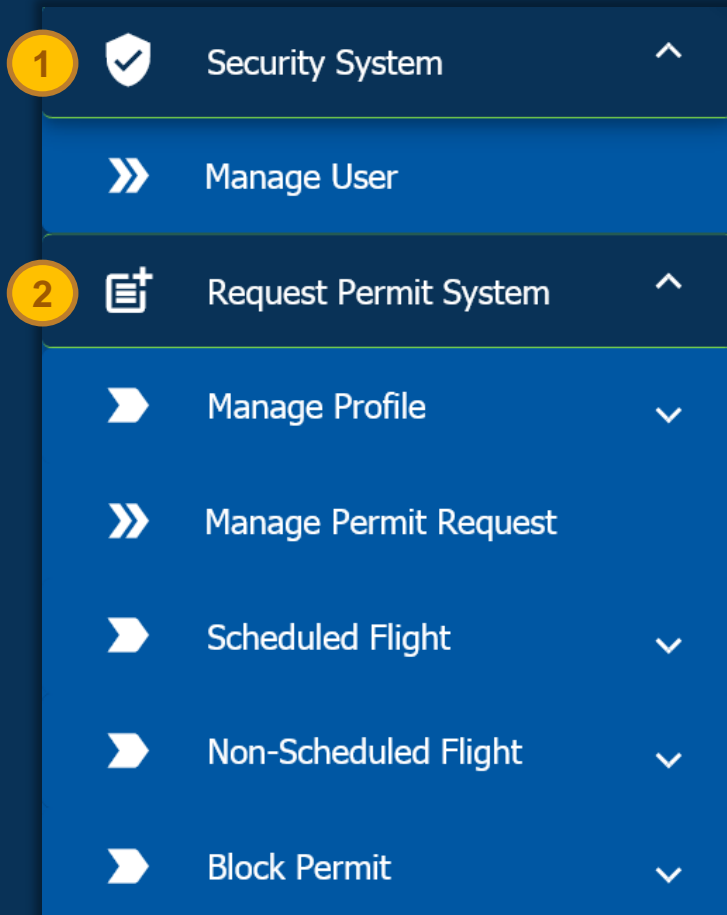 1 Security System
Manage User
2 Request Permit System
Manage Profile
Manage Permit Request
Scheduled Flight
Non-Scheduled Flight
Block Permit